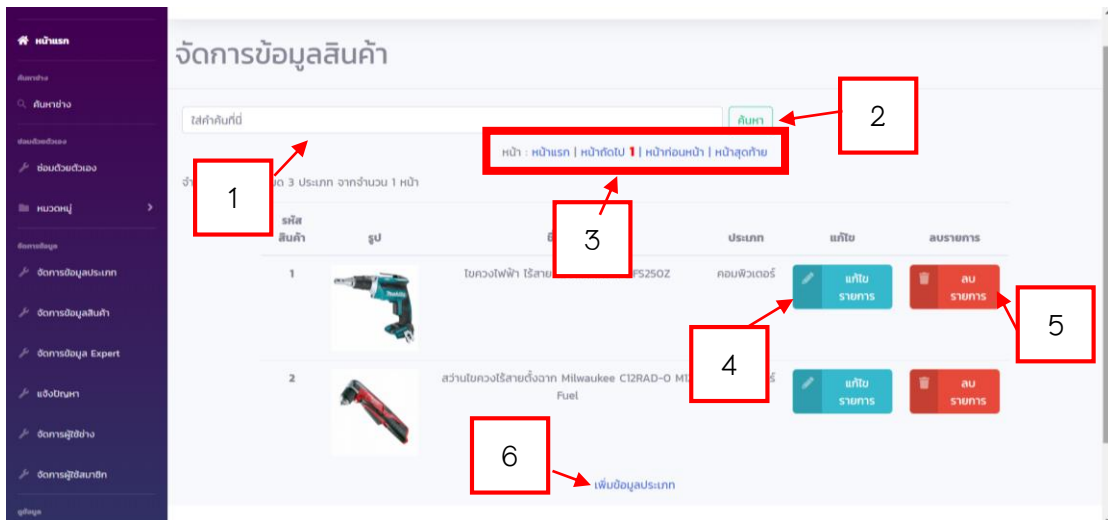 หน้าแรก
ค้นหาช่าง
ค้นหาช่าง
ซ่อมด้วยตัวเอง
ซ่อมด้วยตัวเอง
หมวดหมู่
จัดการข้อมูล
จัดการข้อมูลประเภท
จัดการข้อมูลสินค้า
จัดการข้อมูล Expert
แจ้งปัญหา
จัดการผู้ใช้ช่าง
จัดการผู้ใช้สมาชิก
ดูข้อมูล
จัดการข้อมูลสินค้า
ใส่คำค้นที่นี่ ค้นหา
1
2
หน้า : หน้าแรก | หน้าถัดไป 1 | หน้าก่อนหน้า | หน้าสุดท้าย
3 ประเภท จากจำนวน 1 หน้า
3
รหัสสินค้า รูป ประเภท แก้ไข ลบรายการ
1 ไขควงไฟฟ้า FS250Z คอมพิวเตอร์ แก้ไขรายการ ลบรายการ
4
5
2 สว่านไขควงไร้สายตั้งฉาก Milwaukee C12RAD-0 แก้ไขรายการ ลบรายการ
Fuel
6
เพิ่มข้อมูลประเภท